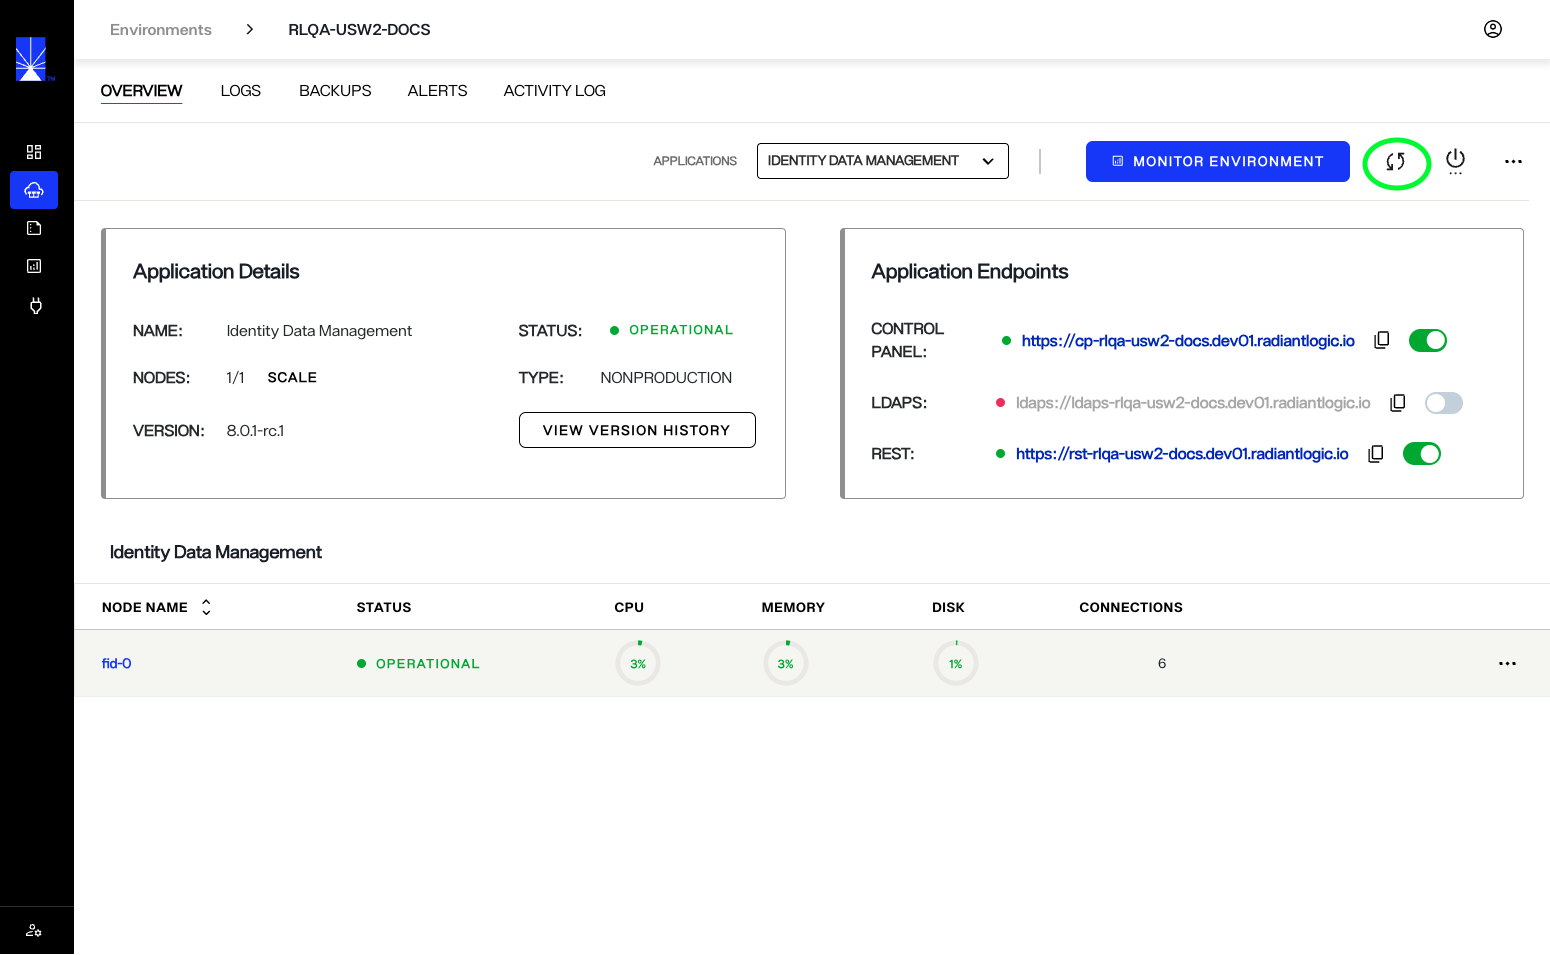 Environments > RLQA-USW2-DOCS
OVERVIEW LOGS BACKUPS ALERTS ACTIVITY LOG
APPLICATIONS IDENTITY DATA MANAGEMENT MONITOR ENVIRONMENT
Application Details
NAME: Identity Data Management STATUS: OPERATIONAL
NODES: 1/1 SCALE TYPE: NONPRODUCTION
VERSION: 8.0.1-rc.1 VIEW VERSION HISTORY
Application Endpoints
CONTROL
PANEL: https://cp-rlqa-usw2-docs.dev01.radiantlogic.io
LDAPS: ldaps://ldaps-rlqa-usw2-docs.dev01.radiantlogic.io
REST: https://rst-rlqa-usw2-docs.dev01.radiantlogic.io
Identity Data Management
NODE NAME STATUS CPU MEMORY DISK CONNECTIONS
fid-0 OPERATIONAL 3% 3% 1% 6